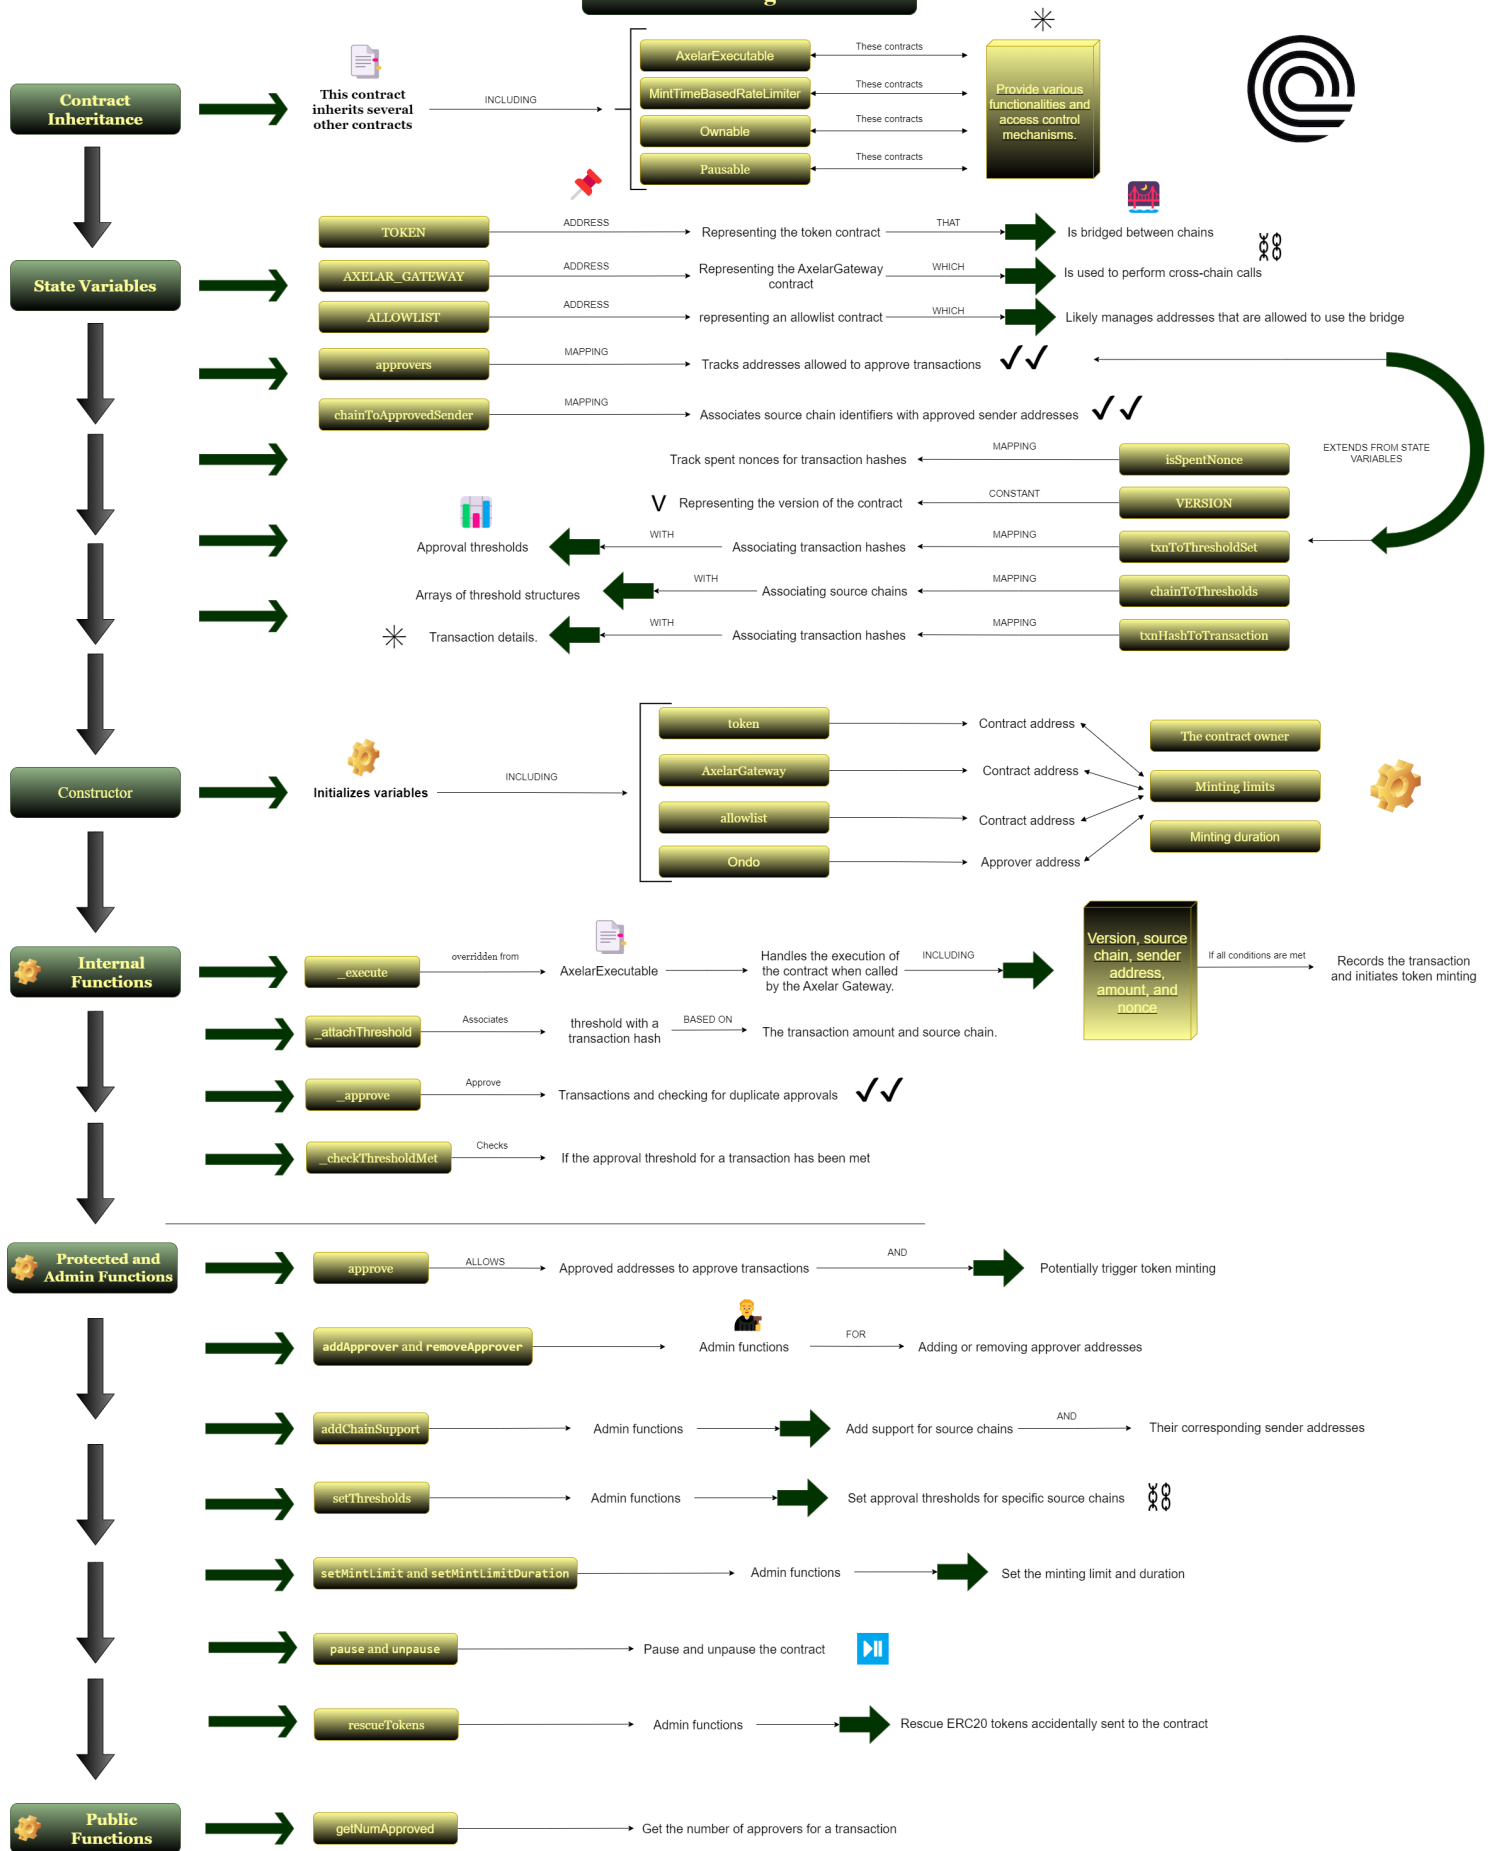 Contract
Inheritance
This contract
inherits several
other contracts
INCLUDING
AxelarExecutable
MintTimeBasedRateLimiter
Ownable
Pausable
These contracts
These contracts
These contracts
These contracts
Provide various
functionalities and
access control
mechanisms.
State Variables
TOKEN
ADDRESS
Representing the token contract
THAT
Is bridged between chains
AXELAR_GATEWAY
ADDRESS
Representing the AxelarGateway
contract
WHICH
Is used to perform cross-chain calls
ALLOWLIST
ADDRESS
representing an allowlist contract
WHICH
Likely manages addresses that are allowed to use the bridge
approvers
MAPPING
Tracks addresses allowed to approve transactions
chainToApprovedSender
MAPPING
Associates source chain identifiers with approved sender addresses
EXTENDS FROM STATE
VARIABLES
Track spent nonces for transaction hashes
MAPPING
isSpentNonce
V
Representing the version of the contract
CONSTANT
VERSION
Approval thresholds
WITH
Associating transaction hashes
MAPPING
txnToThresholdSet
Arrays of threshold structures
WITH
Associating source chains
MAPPING
chainToThresholds
Transaction details.
WITH
Associating transaction hashes
MAPPING
txnHashToTransaction
Constructor
Initializes variables
INCLUDING
token
Contract address
AxelarGateway
Contract address
allowlist
Contract address
Ondo
Approver address
The contract owner
Minting limits
Minting duration
Internal
Functions
_execute
overridden from
AxelarExecutable
Handles the execution of
the contract when called
by the Axelar Gateway.
INCLUDING
Version, source
chain, sender
address,
amount, and
nonce
If all conditions are met
Records the transaction
and initiates token minting
_attachThreshold
Associates
threshold with a
transaction hash
BASED ON
The transaction amount and source chain.
_approve
Approve
Transactions and checking for duplicate approvals
_checkThresholdMet
Checks
If the approval threshold for a transaction has been met
Protected and
Admin Functions
approve
ALLOWS
Approved addresses to approve transactions
AND
Potentially trigger token minting
addApprover and removeApprover
Admin functions
FOR
Adding or removing approver addresses
addChainSupport
Admin functions
Add support for source chains
AND
Their corresponding sender addresses
setThresholds
Admin functions
Set approval thresholds for specific source chains
setMintLimit and setMintLimitDuration
Admin functions
Set the minting limit and duration
pause and unpause
Pause and unpause the contract
rescueTokens
Admin functions
Rescue ERC20 tokens accidentally sent to the contract
Public
Functions
getNumApproved
Get the number of approvers for a transaction